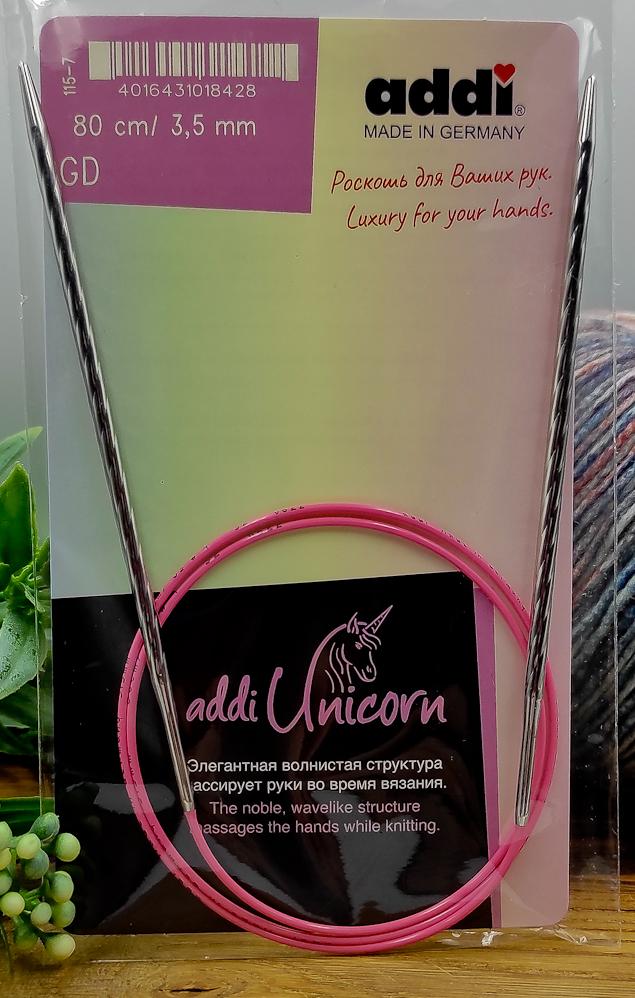 115-7
4016431018428
80 cm/ 3,5 mm
GD
addi®
MADE IN GERMANY
Роскошь для Ваших рук.
Luxury for your hands.
addi Unicorn
Элегантная волнистая структура
ассирует руки во время вязания.
The noble, wavelike structure
assages the hands while knitting.